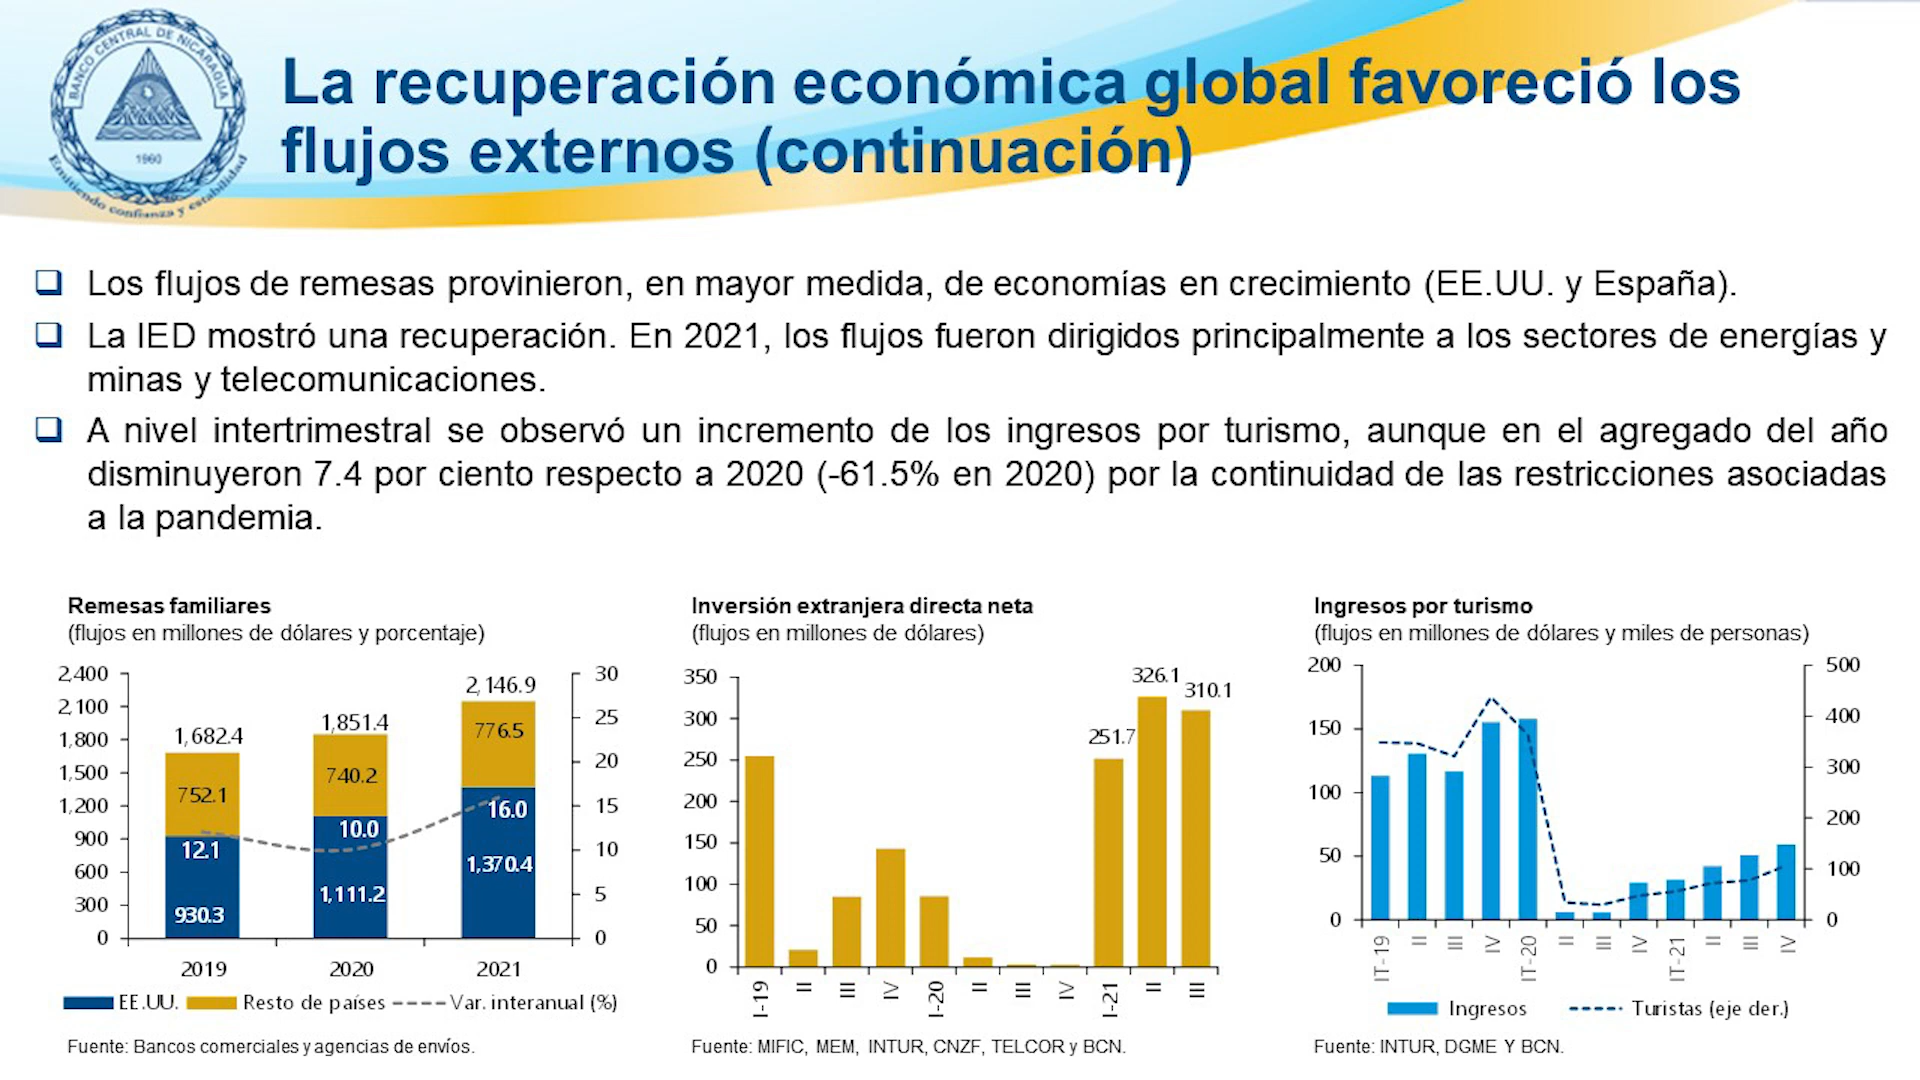 BANCO CENTRAL DE NICARAGUA
1960
Emitiendo confianza y estabilidad
La recuperación económica global favoreció los
flujos externos (continuación)
Los flujos de remesas provinieron, en mayor medida, de economías en crecimiento (EE.UU. y España).
La IED mostró una recuperación. En 2021, los flujos fueron dirigidos principalmente a los sectores de energías y
minas y telecomunicaciones.
A nivel intertrimestral se observó un incremento de los ingresos por turismo, aunque en el agregado del año
disminuyeron 7.4 por ciento respecto a 2020 (-61.5% en 2020) por la continuidad de las restricciones asociadas
a la pandemia.
Remesas familiares
(flujos en millones de dólares y porcentaje)
2,400
2,100
1,800
1,500
1,200
900
600
300
0
30
25
20
15
10
5
0
1,682.4
752.1
12.1
930.3
1,851.4
740.2
10.0
1,111.2
2,146.9
776.5
16.0
1,370.4
2019 2020 2021
EE.UU. Resto de países Var. interanual (%)
Fuente: Bancos comerciales y agencias de envíos.
Inversión extranjera directa neta
(flujos en millones de dólares)
350
300
250
200
150
100
50
0
251.7
326.1
310.1
I-19 II III IV I-20 II III IV I-21 II III
Fuente: MIFIC, MEM, INTUR, CNZF, TELCOR y BCN.
Ingresos por turismo
(flujos en millones de dólares y miles de personas)
200
150
100
50
0
500
400
300
200
100
0
IT-19 II III IV IT-20 II III IV IT-21 II III IV
Ingresos Turistas (eje der.)
Fuente: INTUR, DGME Y BCN.